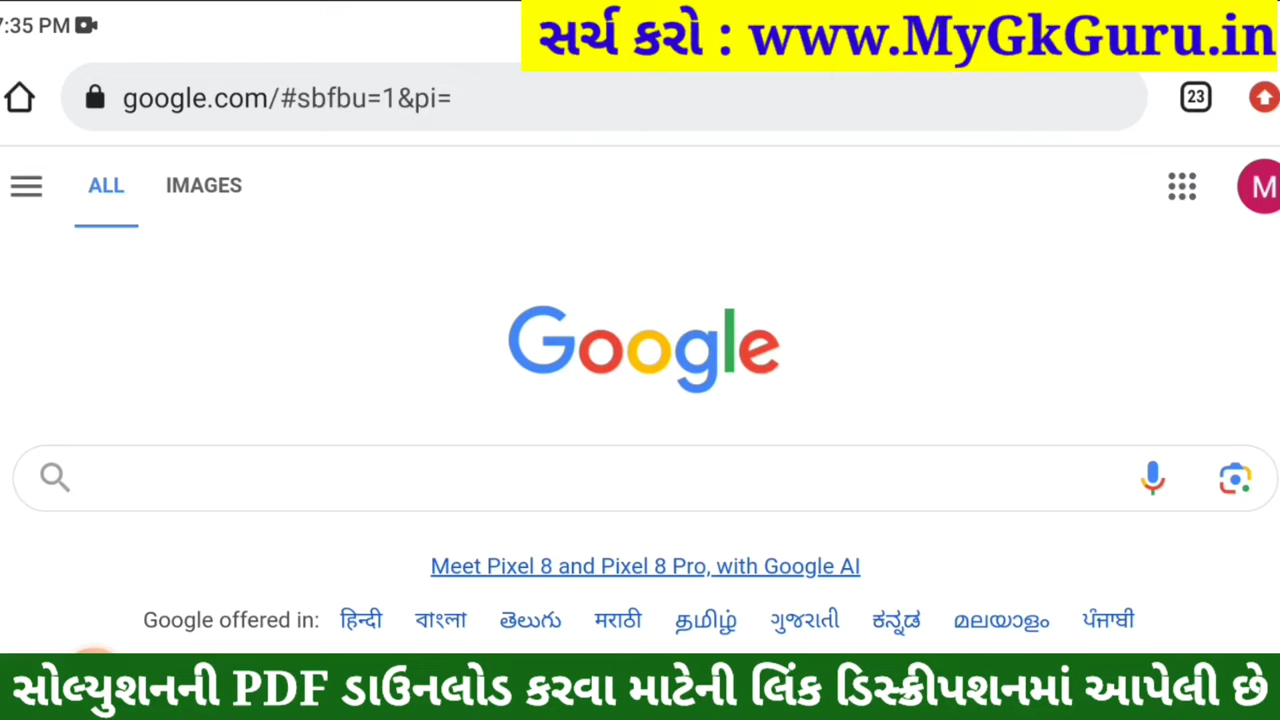 7:35 PM
સર્ચ કરો : www.MyGkGuru.in
google.com/#sbfbu=1&pi=
23
ALL IMAGES
M
Google
Meet Pixel 8 and Pixel 8 Pro, with Google AI
Google offered in: हिन्दी বাংলা తెలుగు मराठी தமிழ் ગુજરાતી ಕನ್ನಡ മലയാളം ਪੰਜਾਬੀ
સોલ્યુશનની PDF ડાઉનલોડ કરવા માટેની લિંક ડિસ્ક્રીપશનમાં આપેલી છે